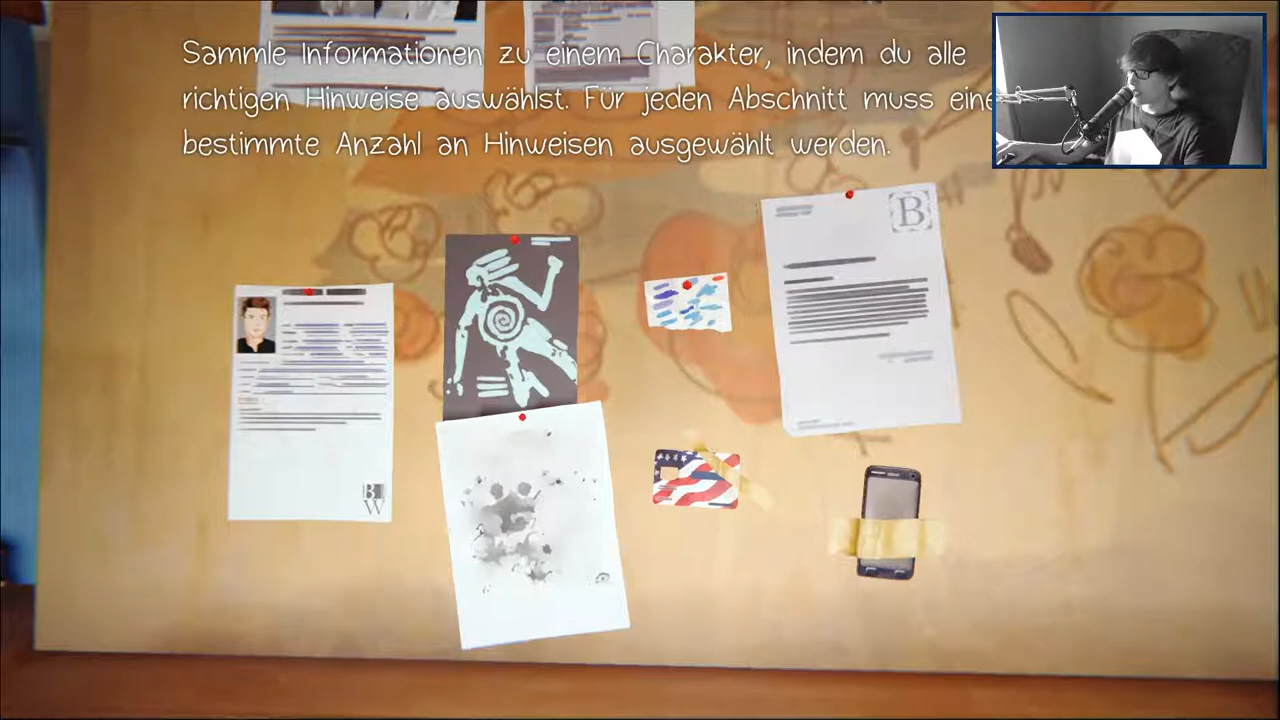 Sammle Informationen zu einem Charakter, indem du alle
richtigen Hinweise auswählst. Für jeden Abschnitt muss eine
bestimmte Anzahl an Hinweisen ausgewählt werden.
B
B
W